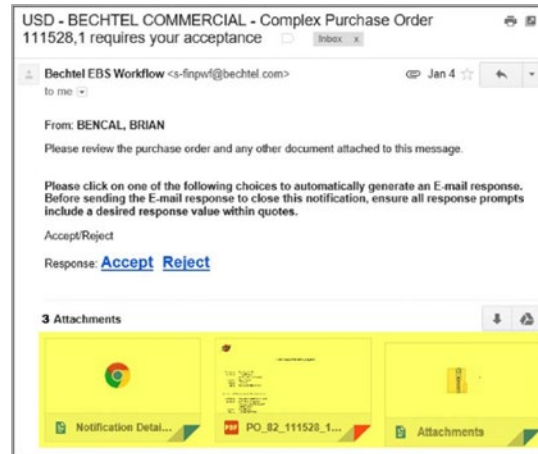 USD - BECHTEL COMMERCIAL - Complex Purchase Order
111528,1 requires your acceptance Inbox x
Bechtel EBS Workflow <s-finpwf@bechtel.com> Jan 4
to me
From: BENCAL, BRIAN
Please review the purchase order and any other document attached to this message.
Please click on one of the following choices to automatically generate an E-mail response.
Before sending the E-mail response to close this notification, ensure all response prompts
include a desired response value within quotes.
Accept/Reject
Response: Accept Reject
3 Attachments
Notification Detai... PDF PO_82_111528_1... Attachments